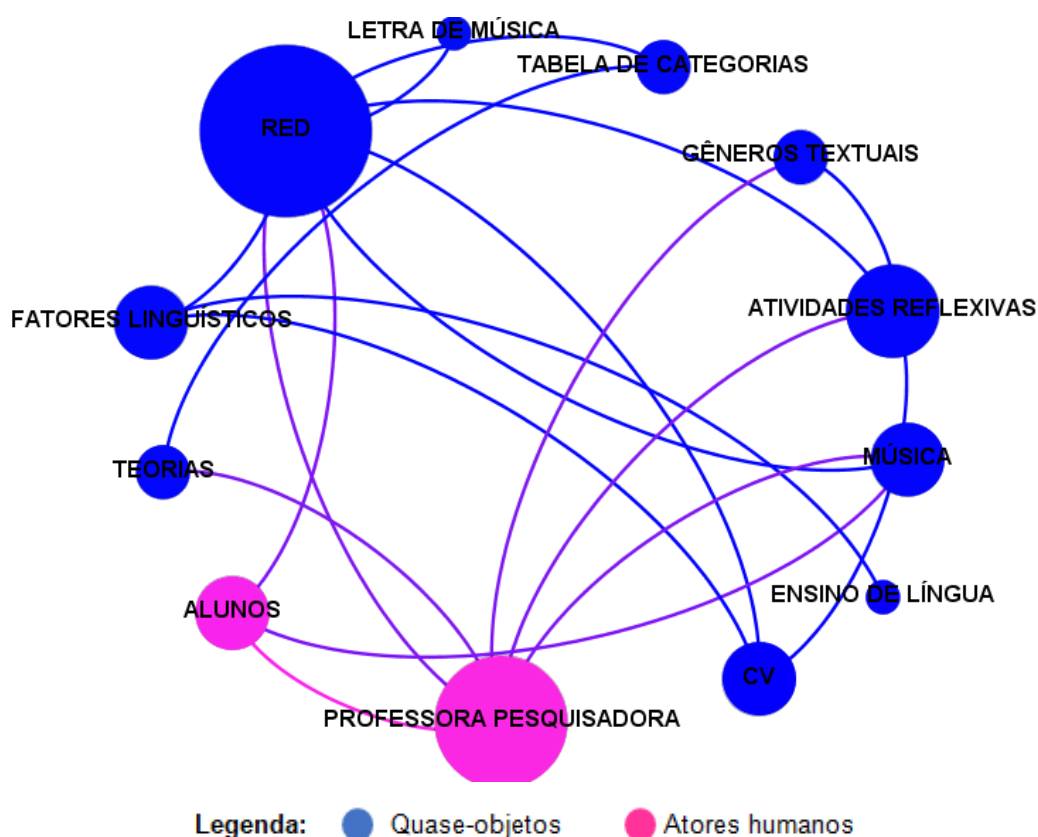 LETRA DE MÚSICA
TABELA DE CATEGORIAS
RED
GÊNEROS TEXTUAIS
ATIVIDADES REFLEXIVAS
FATORES LINGUÍSTICOS
MÚSICA
TEORIAS
ENSINO DE LÍNGUA
ALUNOS
CV
PROFESSORA PESQUISADORA
Legenda: Quase-objetos Atores humanos